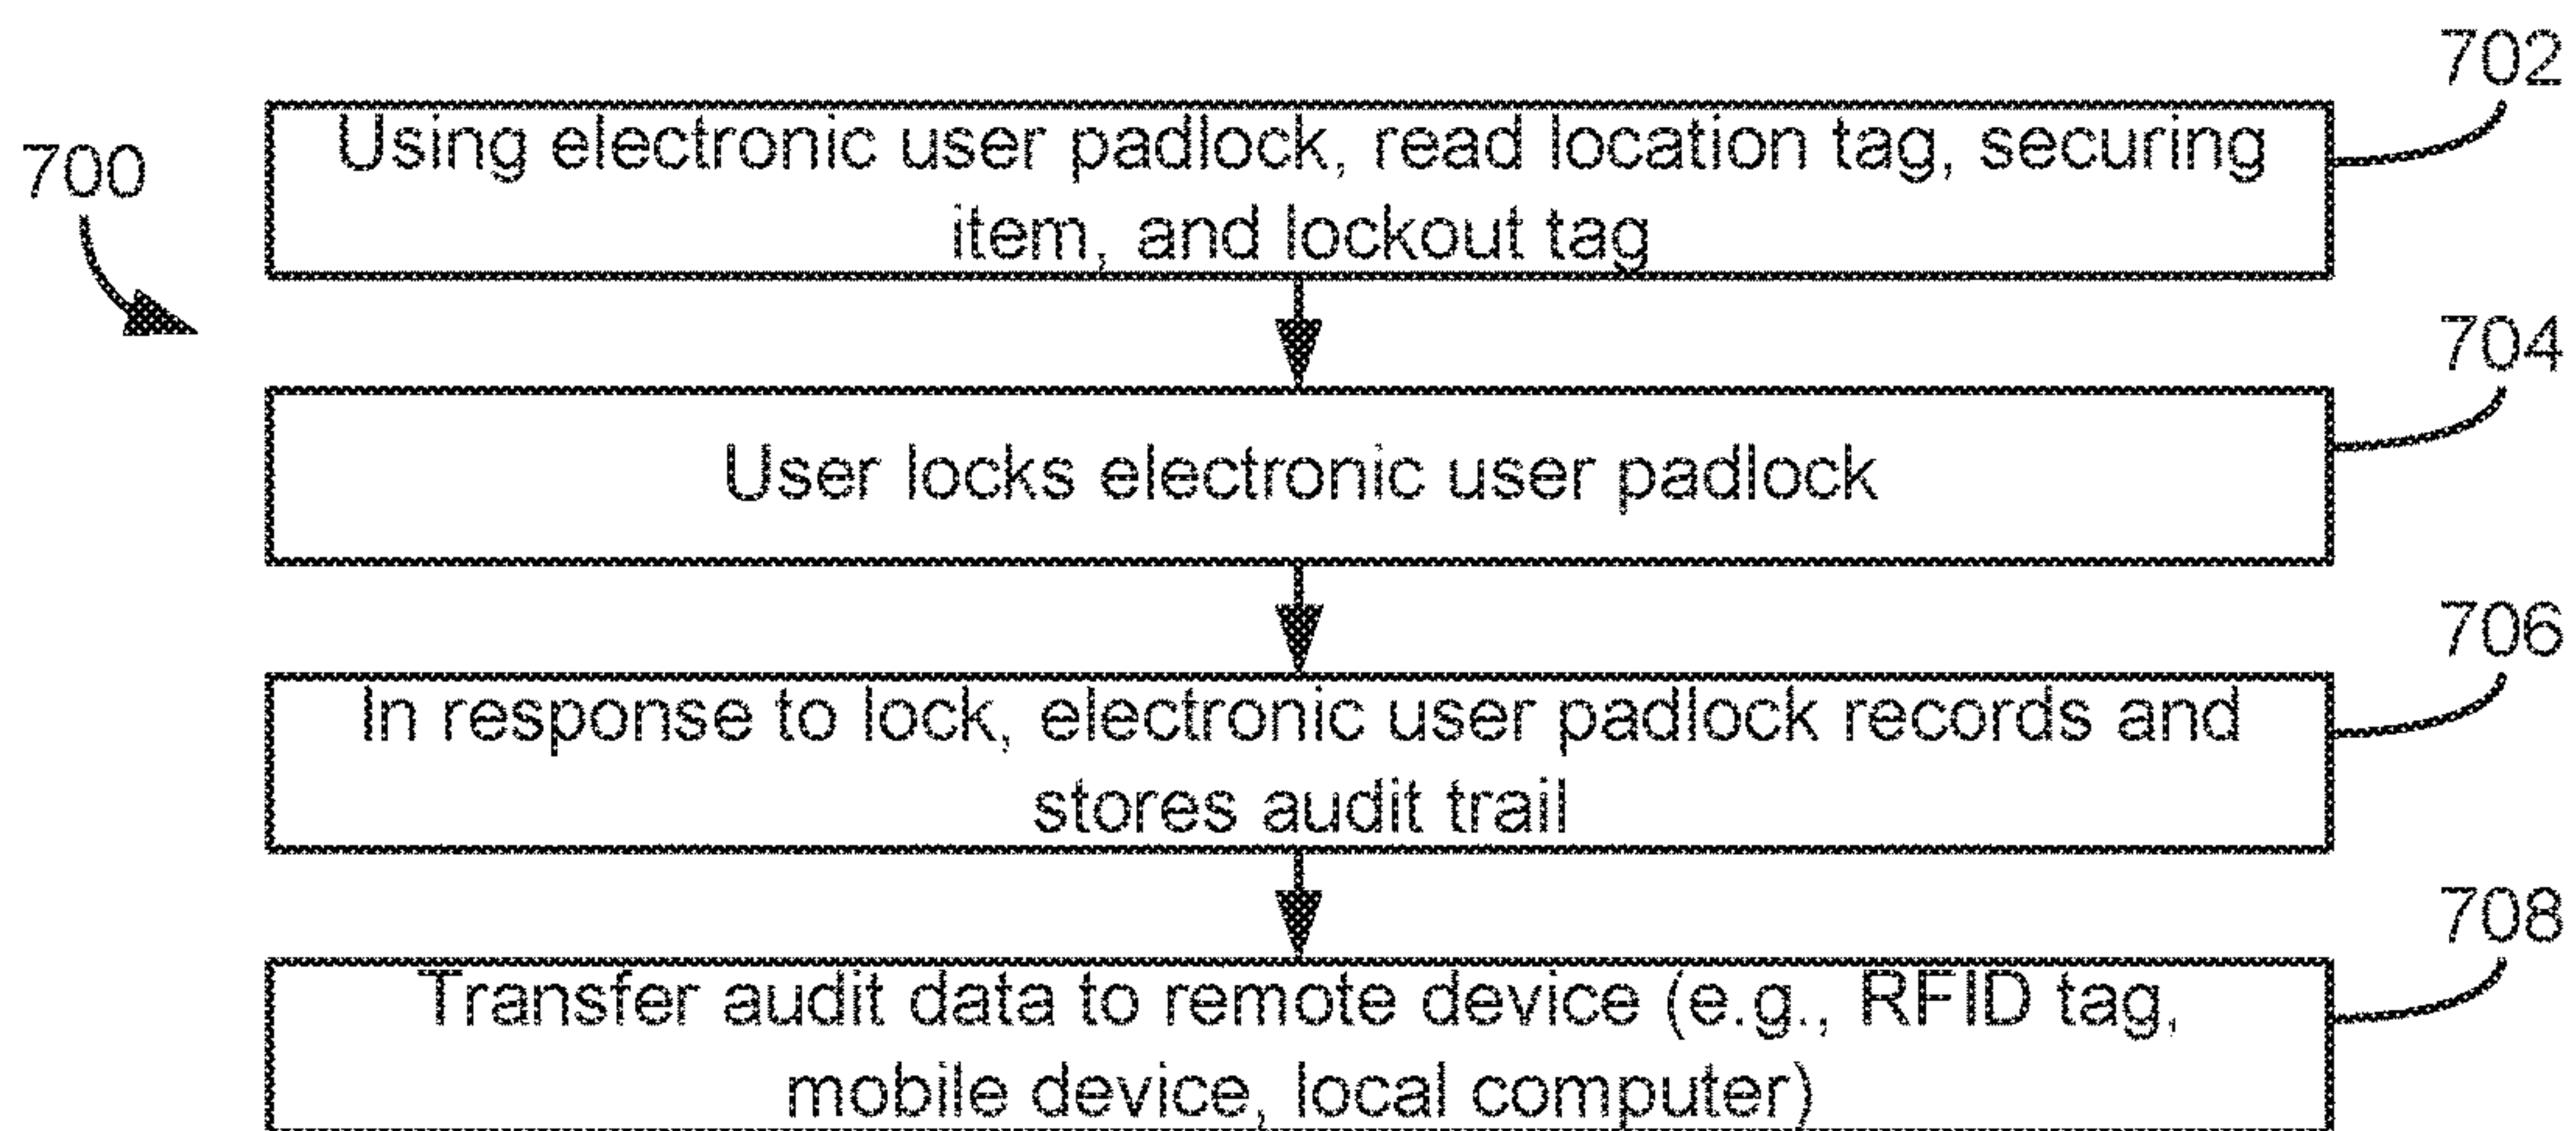 702
700
Using electronic user padlock, read location tag, securing
item, and lockout tag
704
User locks electronic user padlock
706
In response to lock, electronic user padlock records and
stores audit trail
708
Transfer audit data to remote device (e.g., RFID tag,
mobile device, local computer)